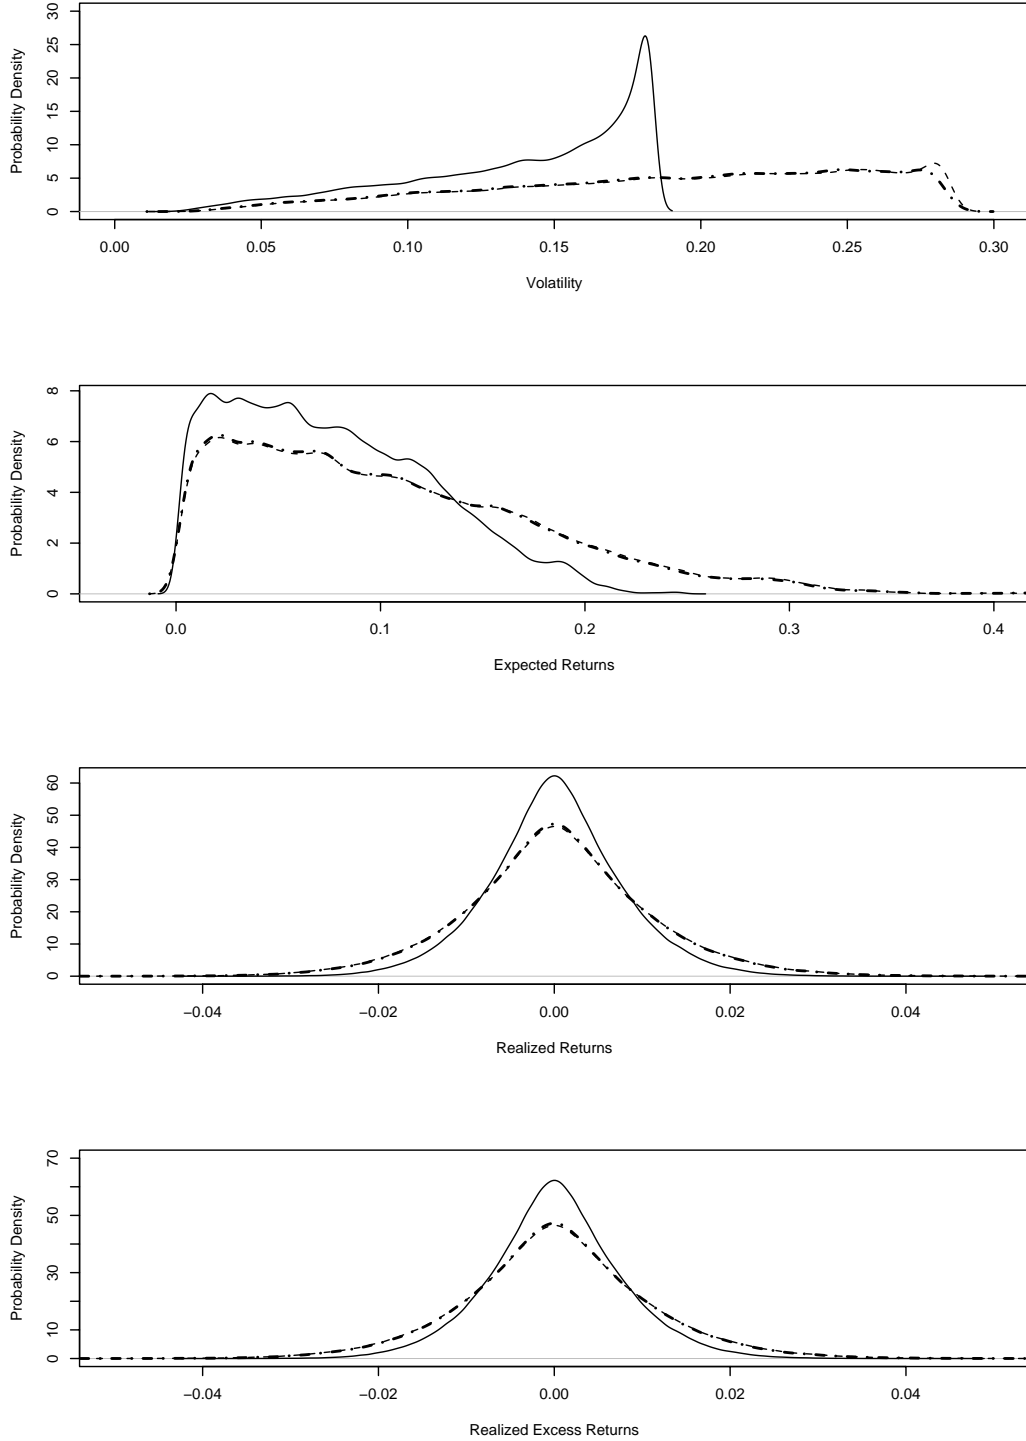 Probability Density
0 5 10 15 20 25 30
0.00 0.05 0.10 0.15 0.20 0.25 0.30
Volatility
Probability Density
0 2 4 6 8
0.0 0.1 0.2 0.3 0.4
Expected Returns
Probability Density
0 10 20 30 40 50 60
−0.04 −0.02 0.00 0.02 0.04
Realized Returns
Probability Density
0 10 30 50 70
−0.04 −0.02 0.00 0.02 0.04
Realized Excess Returns